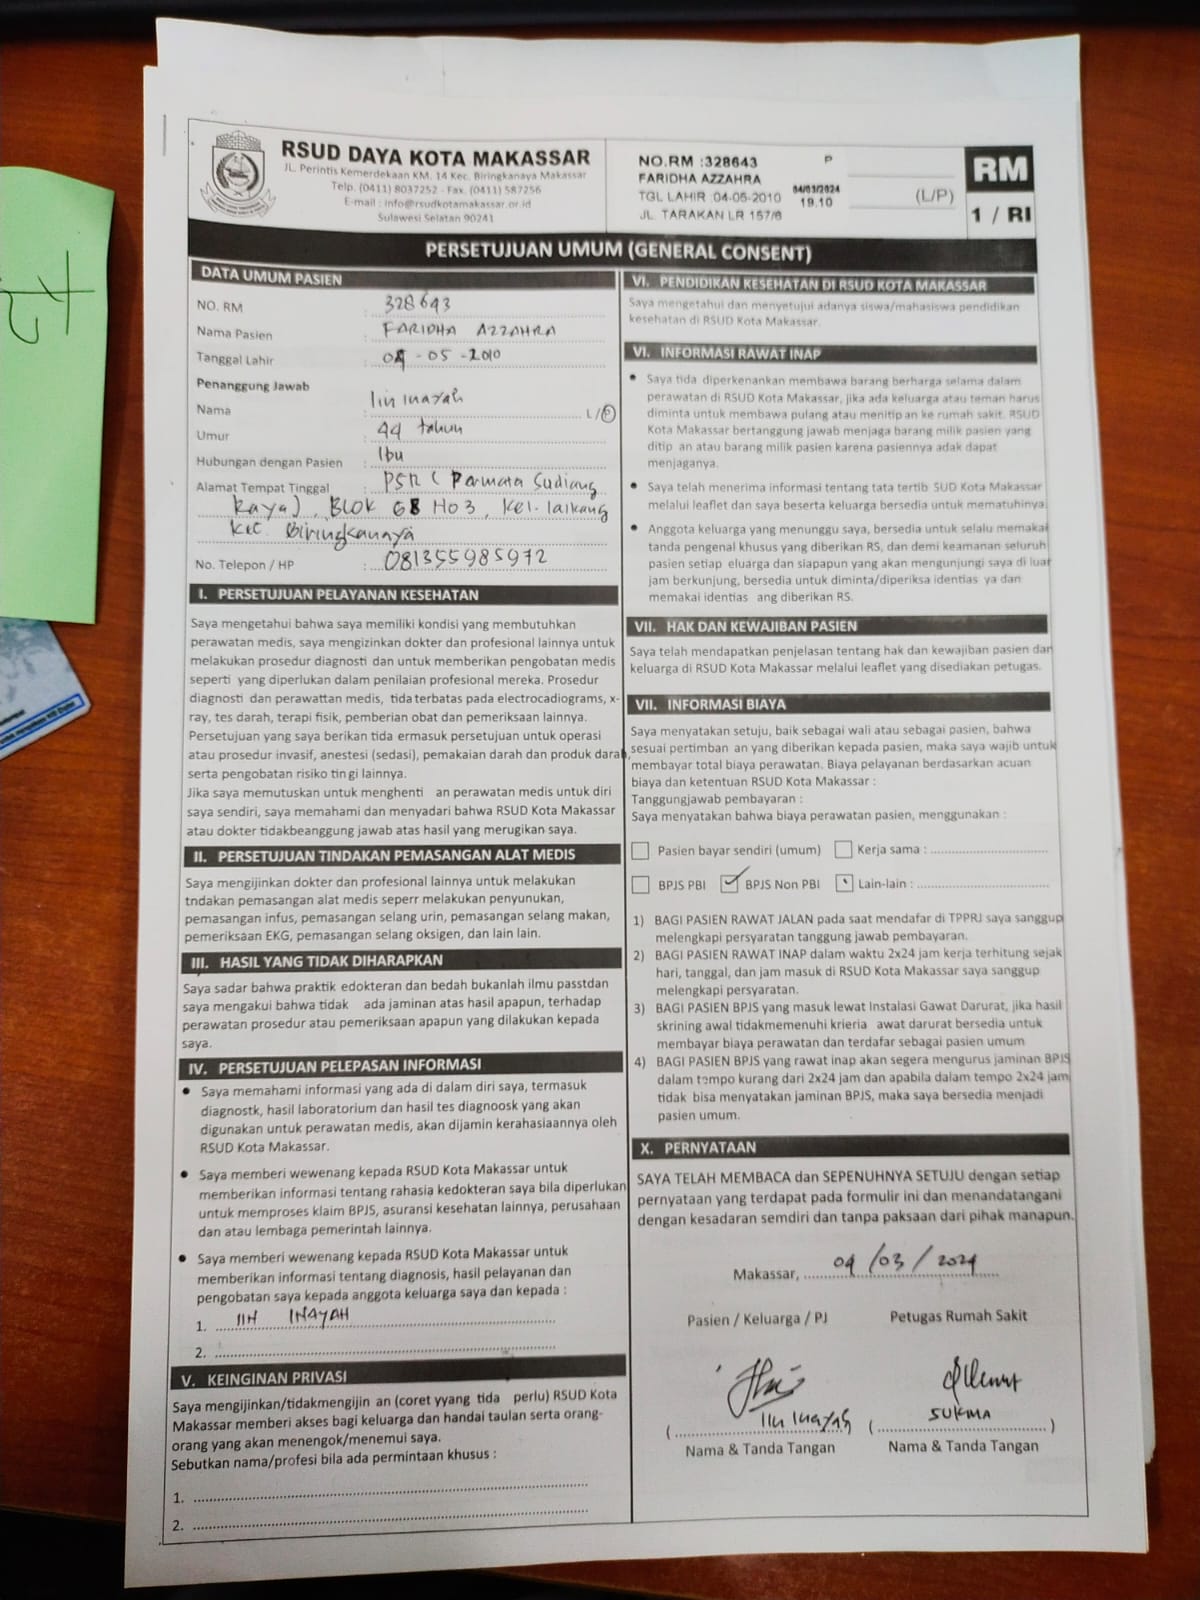 RSUD DAYA KOTA MAKASSAR
JL. Perintis Kemerdekaan KM. 14 Kec. Biringkanaya Makassar
Telp. (0411) 8037252 - Fax. (0411) 587256
E-mail : info@rsudkotamakassar.or.id
Sulawesi Selatan 90241
NO.RM :328643 P
FARIDHA AZZAHRA
TGL LAHIR :04-05-2010 04/03/2024
19.10
JL. TARAKAN LR 157/6
(L/P)
RM
1 / RI
PERSETUJUAN UMUM (GENERAL CONSENT)
DATA UMUM PASIEN
NO. RM : 328643
Nama Pasien : FARIDHA AZZAHRA
Tanggal Lahir : 04 - 05 - 2010
Penanggung Jawab
Nama : Iin Inayah L/P
Umur : 44 tahun
Hubungan dengan Pasien : Ibu
Alamat Tempat Tinggal : PSR ( Permata Sudiang
Raya) , Blok G8 No 3 , Kel. laikang
Kec. Biringkanaya
No. Telepon / HP : 081355985972
I. PERSETUJUAN PELAYANAN KESEHATAN
Saya mengetahui bahwa saya memiliki kondisi yang membutuhkan
perawatan medis, saya mengizinkan dokter dan profesional lainnya untuk
melakukan prosedur diagnosti dan untuk memberikan pengobatan medis
seperti yang diperlukan dalam penilaian profesional mereka. Prosedur
diagnosti dan perawattan medis, tida terbatas pada electrocadiograms, x-
ray, tes darah, terapi fisik, pemberian obat dan pemeriksaan lainnya.
Persetujuan yang saya berikan tida ermasuk persetujuan untuk operasi
atau prosedur invasif, anestesi (sedasi), pemakaian darah dan produk darah,
serta pengobatan risiko tin gi lainnya.
Jika saya memutuskan untuk menghenti an perawatan medis untuk diri
saya sendiri, saya memahami dan menyadari bahwa RSUD Kota Makassar
atau dokter tidakbeanggung jawab atas hasil yang merugikan saya.
II. PERSETUJUAN TINDAKAN PEMASANGAN ALAT MEDIS
Saya mengijinkan dokter dan profesional lainnya untuk melakukan
tndakan pemasangan alat medis seperr melakukan penyunukan,
pemasangan infus, pemasangan selang urin, pemasangan selang makan,
pemeriksaan EKG, pemasangan selang oksigen, dan lain lain.
III. HASIL YANG TIDAK DIHARAPKAN
Saya sadar bahwa praktik edokteran dan bedah bukanlah ilmu passtdan
saya mengakui bahwa tidak ada jaminan atas hasil apapun, terhadap
perawatan prosedur atau pemeriksaan apapun yang dilakukan kepada
saya.
IV. PERSETUJUAN PELEPASAN INFORMASI
• Saya memahami informasi yang ada di dalam diri saya, termasuk
diagnostk, hasil laboratorium dan hasil tes diagnoosk yang akan
digunakan untuk perawatan medis, akan dijamin kerahasiaannya oleh
RSUD Kota Makassar.
• Saya memberi wewenang kepada RSUD Kota Makassar untuk
memberikan informasi tentang rahasia kedokteran saya bila diperlukan
untuk memproses klaim BPJS, asuransi kesehatan lainnya, perusahaan
dan atau lembaga pemerintah lainnya.
• Saya memberi wewenang kepada RSUD Kota Makassar untuk
memberikan informasi tentang diagnosis, hasil pelayanan dan
pengobatan saya kepada anggota keluarga saya dan kepada :
1. IIN INAYAH
2.
V. KEINGINAN PRIVASI
Saya mengijinkan/tidakmengijin an (coret yyang tida perlu) RSUD Kota
Makassar memberi akses bagi keluarga dan handai taulan serta orang-
orang yang akan menengok/menemui saya.
Sebutkan nama/profesi bila ada permintaan khusus :
1.
2.
VI. PENDIDIKAN KESEHATAN DI RSUD KOTA MAKASSAR
Saya mengetahui dan menyetujui adanya siswa/mahasiswa pendidikan
kesehatan di RSUD Kota Makassar.
VI. INFORMASI RAWAT INAP
• Saya tida diperkenankan membawa barang berharga selama dalam
perawatan di RSUD Kota Makassar, jika ada keluarga atau teman harus
diminta untuk membawa pulang atau menitip an ke rumah sakit. RSUD
Kota Makassar bertanggung jawab menjaga barang milik pasien yang
ditip an atau barang milik pasien karena pasiennya adak dapat
menjaganya.
• Saya telah menerima informasi tentang tata tertib SUD Kota Makassar
melalui leaflet dan saya beserta keluarga bersedia untuk mematuhinya.
• Anggota keluarga yang menunggu saya, bersedia untuk selalu memakai
tanda pengenal khusus yang diberikan RS, dan demi keamanan seluruh
pasien setiap eluarga dan siapapun yang akan mengunjungi saya di luar
jam berkunjung, bersedia untuk diminta/diperiksa identias ya dan
memakai identias ang diberikan RS.
VII. HAK DAN KEWAJIBAN PASIEN
Saya telah mendapatkan penjelasan tentang hak dan kewajiban pasien dan
keluarga di RSUD Kota Makassar melalui leaflet yang disediakan petugas.
VII. INFORMASI BIAYA
Saya menyatakan setuju, baik sebagai wali atau sebagai pasien, bahwa
sesuai pertimban an yang diberikan kepada pasien, maka saya wajib untuk
membayar total biaya perawatan. Biaya pelayanan berdasarkan acuan
biaya dan ketentuan RSUD Kota Makassar :
Tanggungjawab pembayaran :
Saya menyatakan bahwa biaya perawatan pasien, menggunakan :
Pasien bayar sendiri (umum) Kerja sama :
BPJS PBI ✓ BPJS Non PBI Lain-lain :
1) BAGI PASIEN RAWAT JALAN pada saat mendafar di TPPRJ saya sanggup
melengkapi persyaratan tanggung jawab pembayaran.
2) BAGI PASIEN RAWAT INAP dalam waktu 2x24 jam kerja terhitung sejak
hari, tanggal, dan jam masuk di RSUD Kota Makassar saya sanggup
melengkapi persyaratan.
3) BAGI PASIEN BPJS yang masuk lewat Instalasi Gawat Darurat, jika hasil
skrining awal tidakmemenuhi krieria awat darurat bersedia untuk
membayar biaya perawatan dan terdafar sebagai pasien umum
4) BAGI PASIEN BPJS yang rawat inap akan segera mengurus jaminan BPJS
dalam tempo kurang dari 2x24 jam dan apabila dalam tempo 2x24 jam
tidak bisa menyatakan jaminan BPJS, maka saya bersedia menjadi
pasien umum.
X. PERNYATAAN
SAYA TELAH MEMBACA dan SEPENUHNYA SETUJU dengan setiap
pernyataan yang terdapat pada formulir ini dan menandatangani
dengan kesadaran semdiri dan tanpa paksaan dari pihak manapun.
Makassar, 04 / 03 / 2024
Pasien / Keluarga / PJ Petugas Rumah Sakit
( Iin Inayah ( SUKMA )
Nama & Tanda Tangan Nama & Tanda Tangan